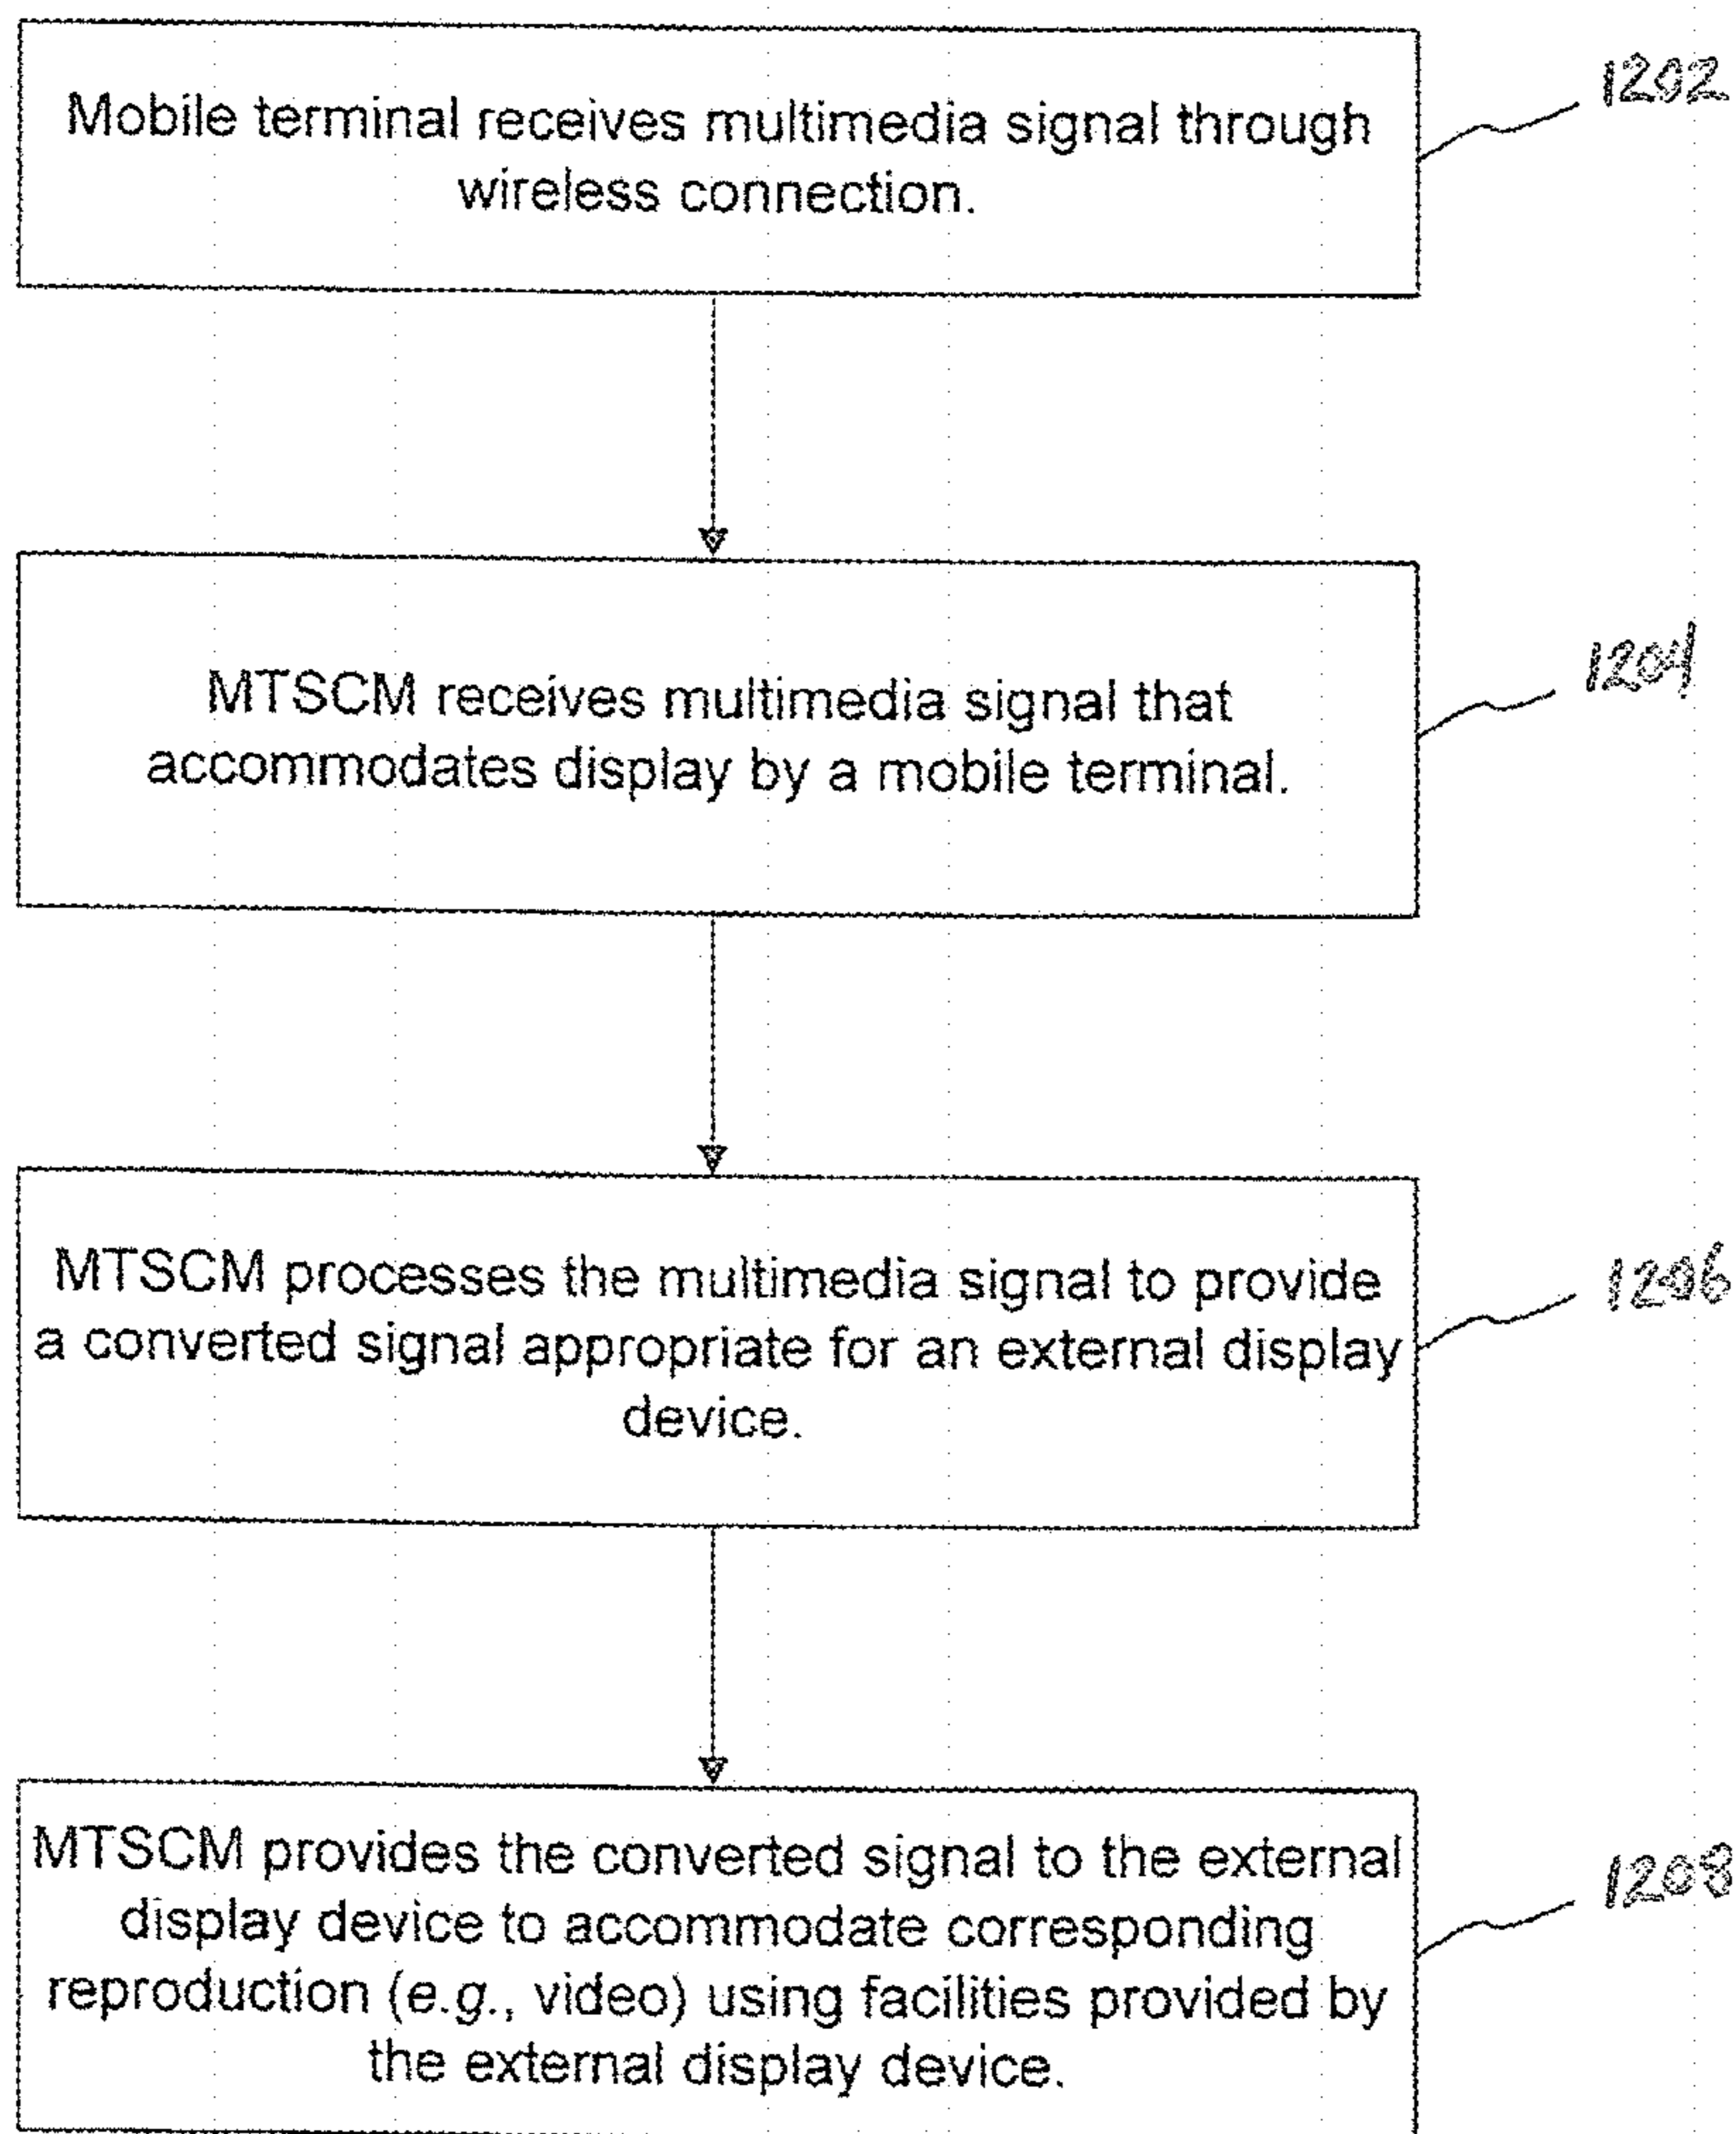 Mobile terminal receives multimedia signal through
wireless connection.
1202
MTSCM receives multimedia signal that
accommodates display by a mobile terminal.
1204
MTSCM processes the multimedia signal to provide
a converted signal appropriate for an external display
device.
1206
MTSCM provides the converted signal to the external
display device to accommodate corresponding
reproduction (e.g., video) using facilities provided by
the external display device.
1208